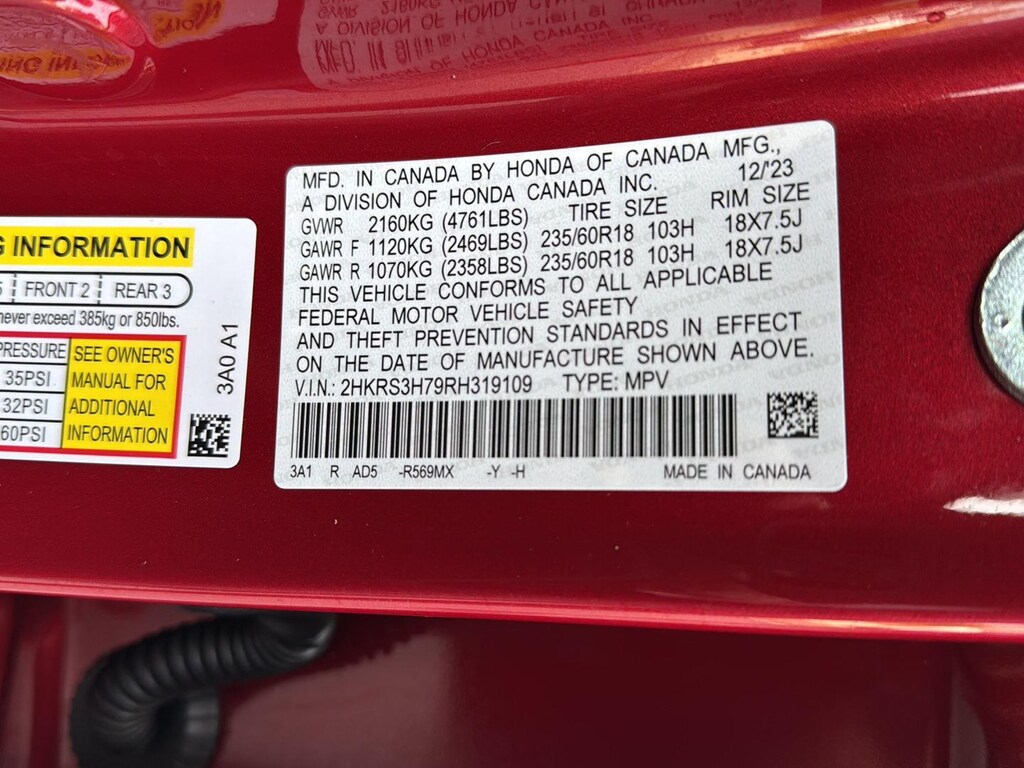 MFD. IN CANADA BY HONDA OF CANADA MFG.,
A DIVISION OF HONDA CANADA INC. 12/'23
GVWR 2160KG (4761LBS) TIRE SIZE RIM SIZE
GAWR F 1120KG (2469LBS) 235/60R18 103H 18X7.5J
GAWR R 1070KG (2358LBS) 235/60R18 103H 18X7.5J
THIS VEHICLE CONFORMS TO ALL APPLICABLE
FEDERAL MOTOR VEHICLE SAFETY
AND THEFT PREVENTION STANDARDS IN EFFECT
ON THE DATE OF MANUFACTURE SHOWN ABOVE.
V.I.N.: 2HKRS3H79RH319109 TYPE: MPV
3A1 R AD5 -R569MX -Y -H MADE IN CANADA
G INFORMATION
5 FRONT 2 REAR 3
never exceed 385kg or 850lbs.
PRESSURE
35PSI
32PSI
60PSI
SEE OWNER'S
MANUAL FOR
ADDITIONAL
INFORMATION
3A0 A1